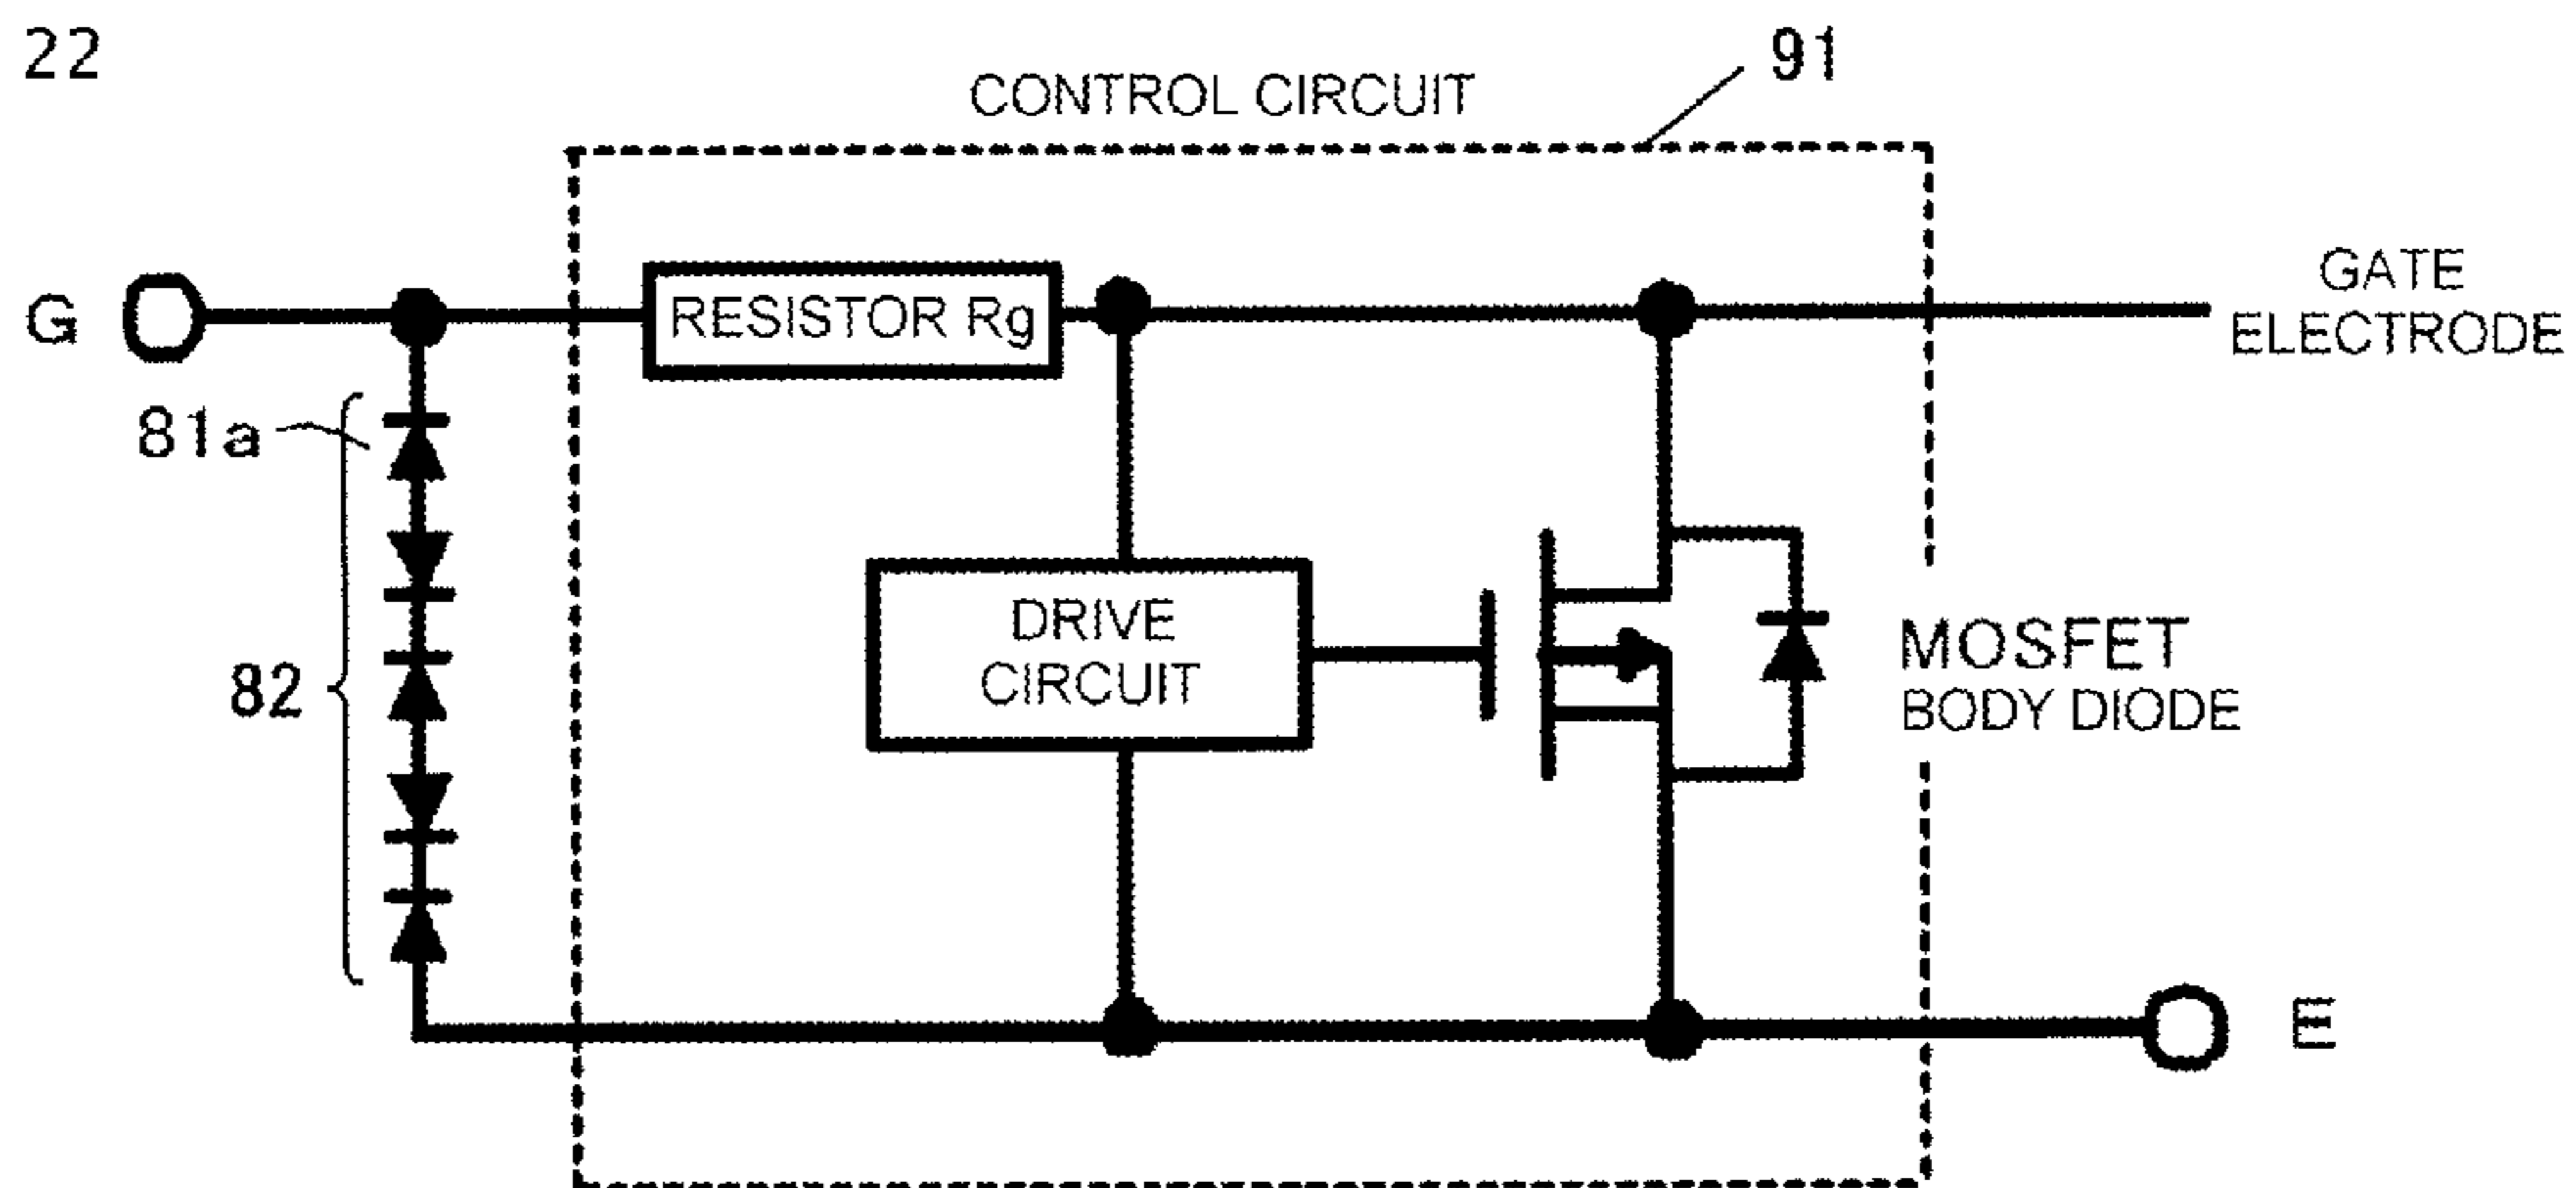 22
91
CONTROL CIRCUIT
G
RESISTOR Rg
GATE
ELECTRODE
81a
DRIVE
CIRCUIT
82
MOSFET
BODY DIODE
E